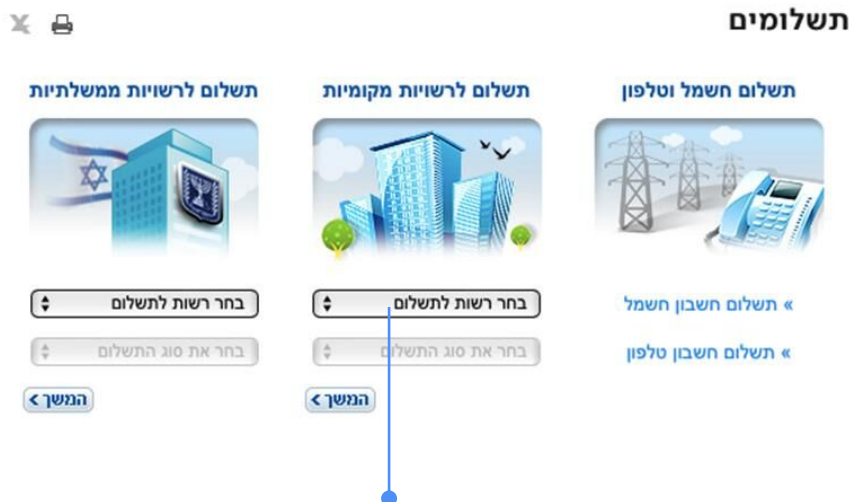 תשלומים
תשלום חשמל וטלפון
» תשלום חשבון חשמל
» תשלום חשבון טלפון
תשלום לרשויות מקומיות
בחר רשות לתשלום
בחר את סוג התשלום
המשך >
תשלום לרשויות ממשלתיות
בחר רשות לתשלום
בחר את סוג התשלום
המשך >